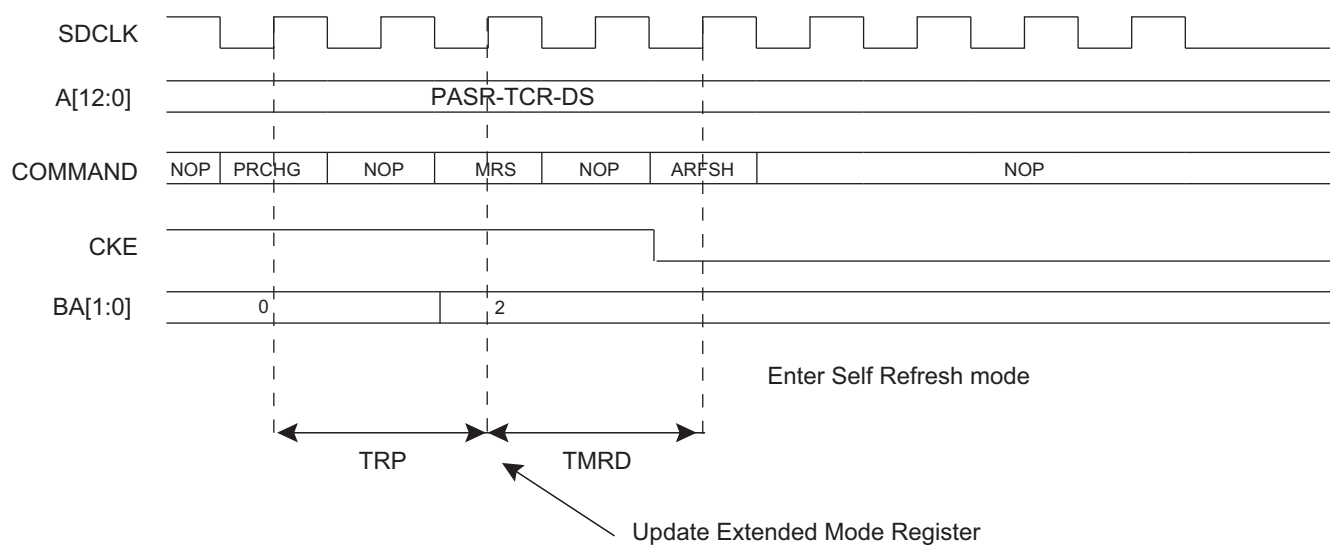 SDCLK
A[12:0]
PASR-TCR-DS
COMMAND
NOP PRCHG NOP MRS NOP ARFSH NOP
CKE
BA[1:0]
0 2
Enter Self Refresh mode
TRP TMRD
Update Extended Mode Register